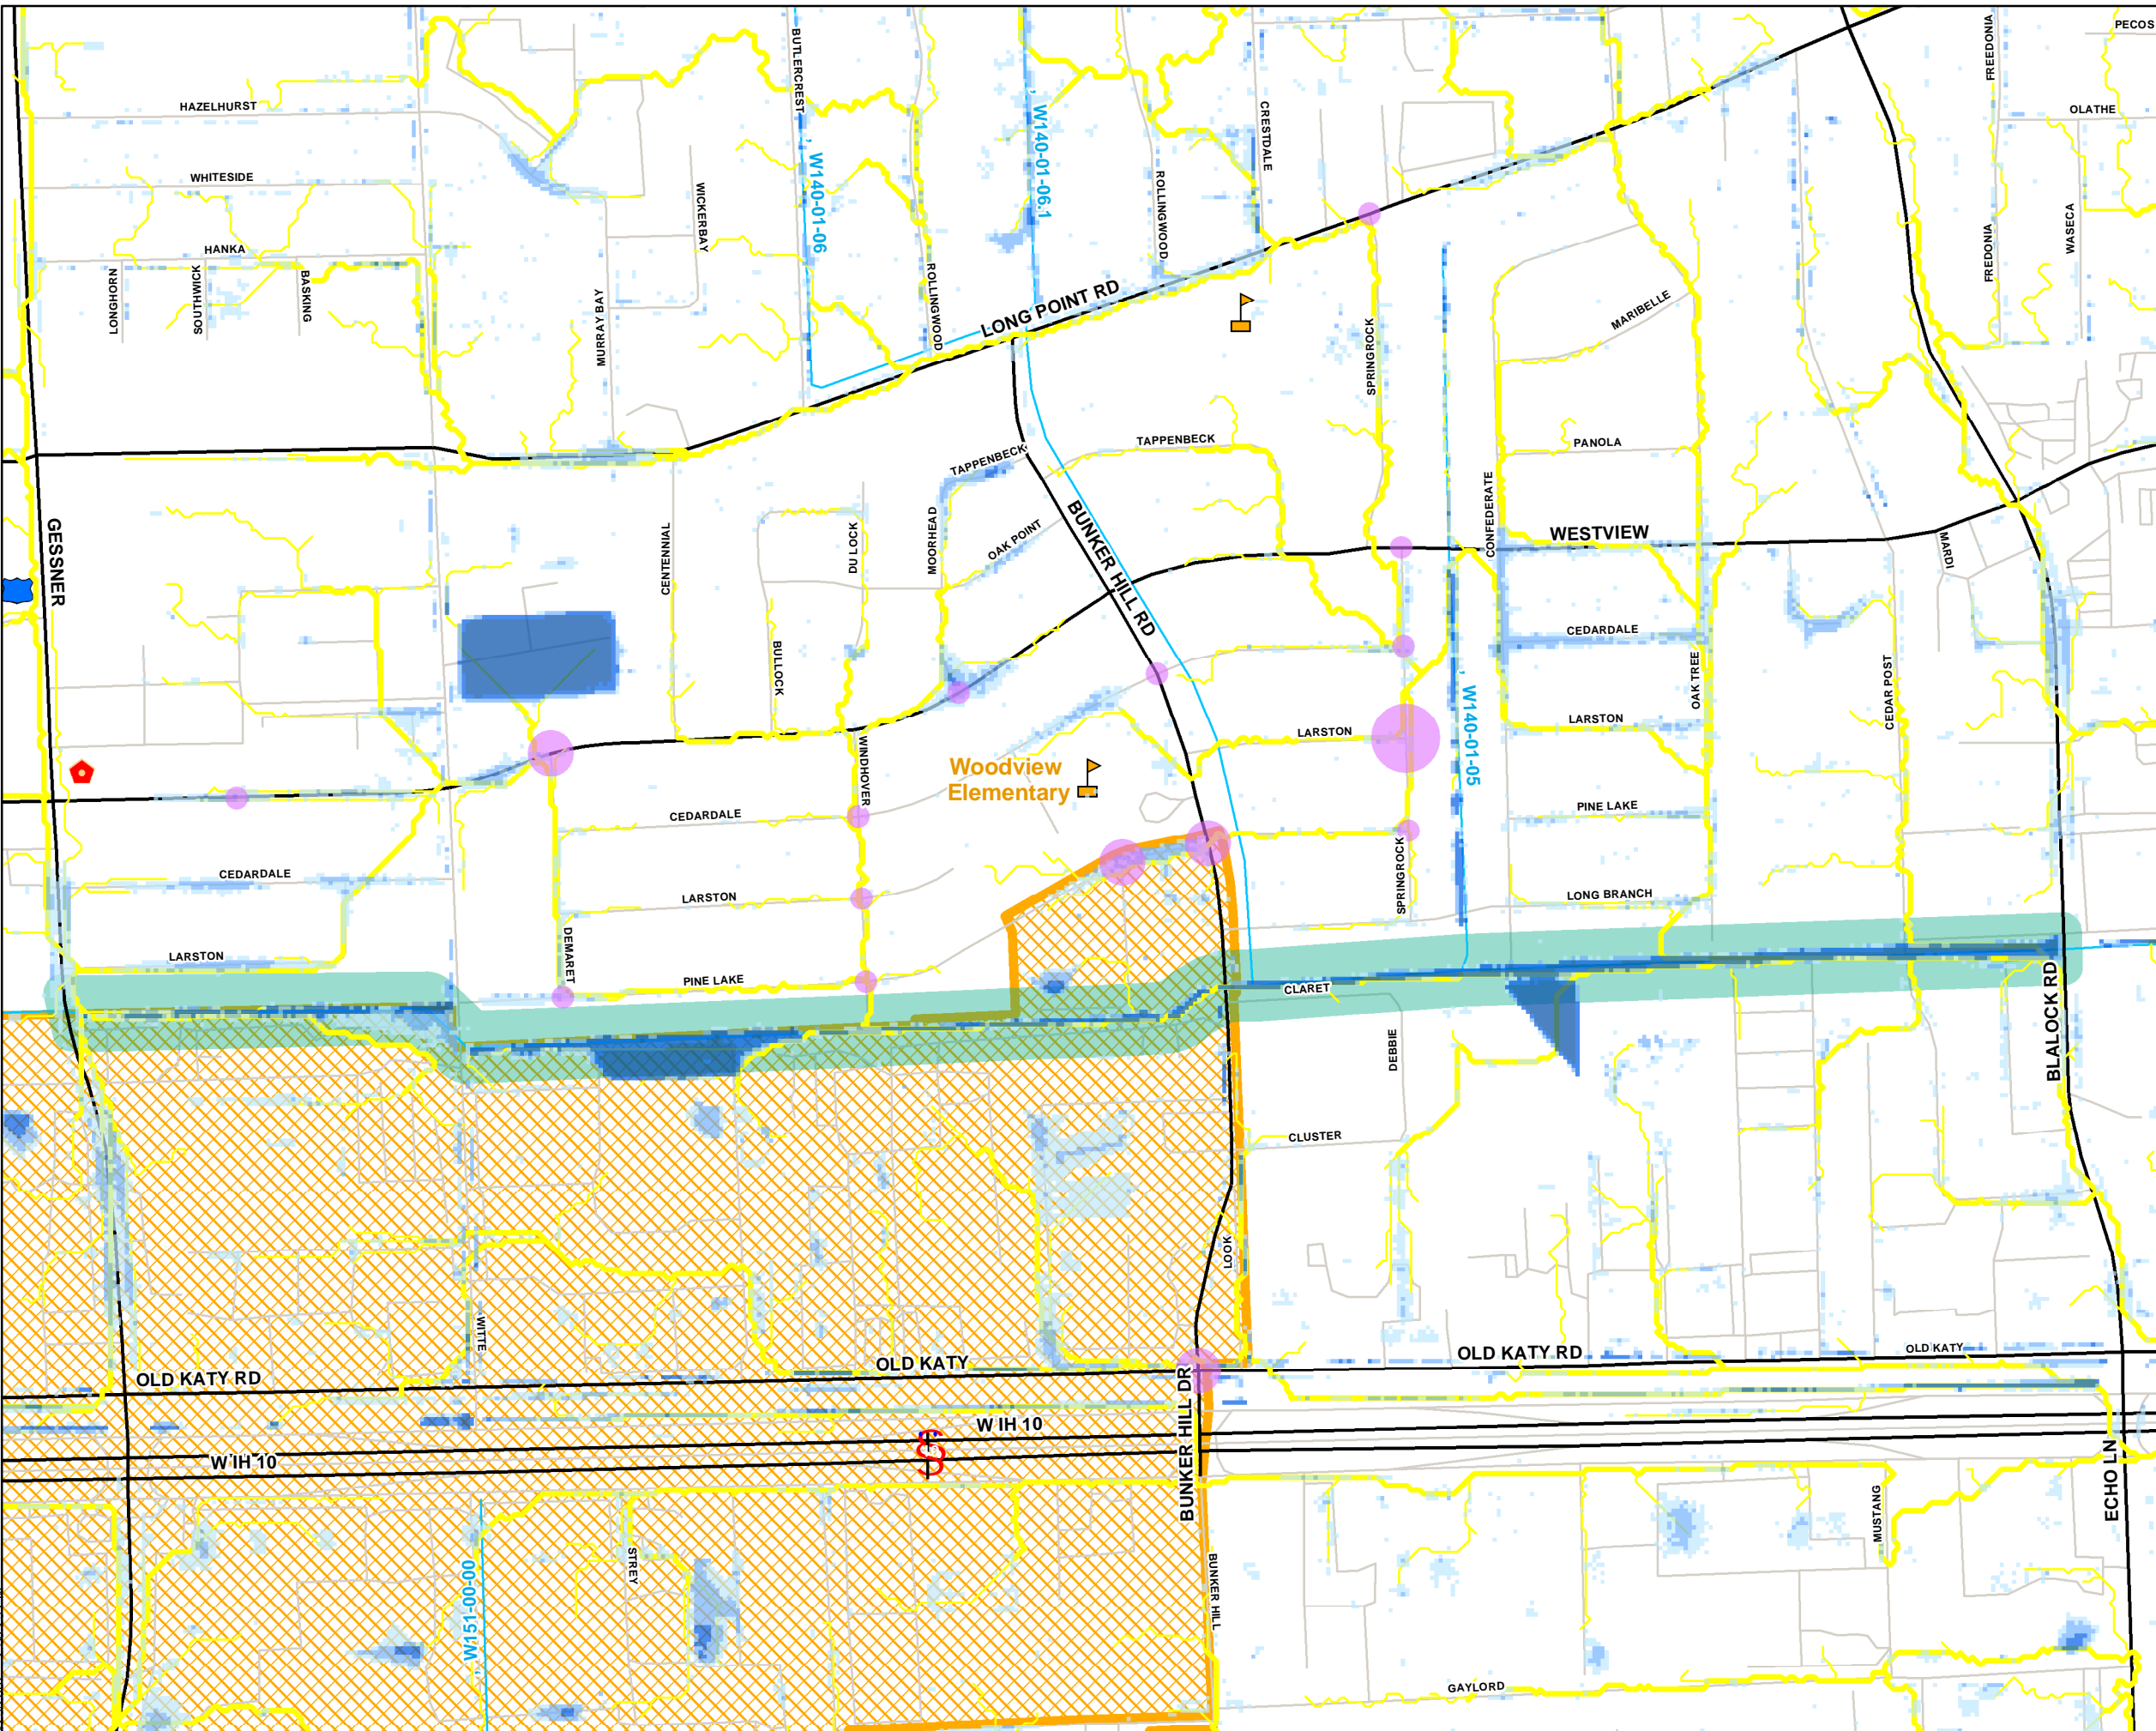 PECOS
FREEDONIA
BUTLERCREST
HAZELHURST
W140-01-06.1
CRESTDALE
OLATHE
WHITESIDE
WICKERBAY
W140-01-06
ROLLINGWOOD
WASECA
FREDONIA
HANKA
LONGHORN
SOUTHWICK
BASKING
MURRAY BAY
ROLLINGWOOD
LONG POINT RD
SPRINGROCK
MARIBELLE
TAPPENBECK
TAPPENBECK
PANOLA
GESSNER
CENTENNIAL
DU LOCK
MOORHEAD
OAK POINT
BUNKER HILL RD
CONFEDERATE
WESTVIEW
MARDI
CEDARDALE
BULLOCK
OAK TREE
CEDAR POST
W140-01-05
LARSTON
LARSTON
WINDHOVER
Woodview
Elementary
CEDARDALE
PINE LAKE
CEDARDALE
LARSTON
SPRINGROCK
LONG BRANCH
LARSTON
DEMARET
PINE LAKE
CLARET
BLALOCK RD
DEBBIE
CLUSTER
LOOK
WITTE
OLD KATY RD
OLD KATY
OLD KATY RD
OLD KATY
BUNKER HILL DR
W IH 10
W IH 10
ECHO LN
MUSTANG
W151-00-00
STREY
BUNKER HILL
GAYLORD